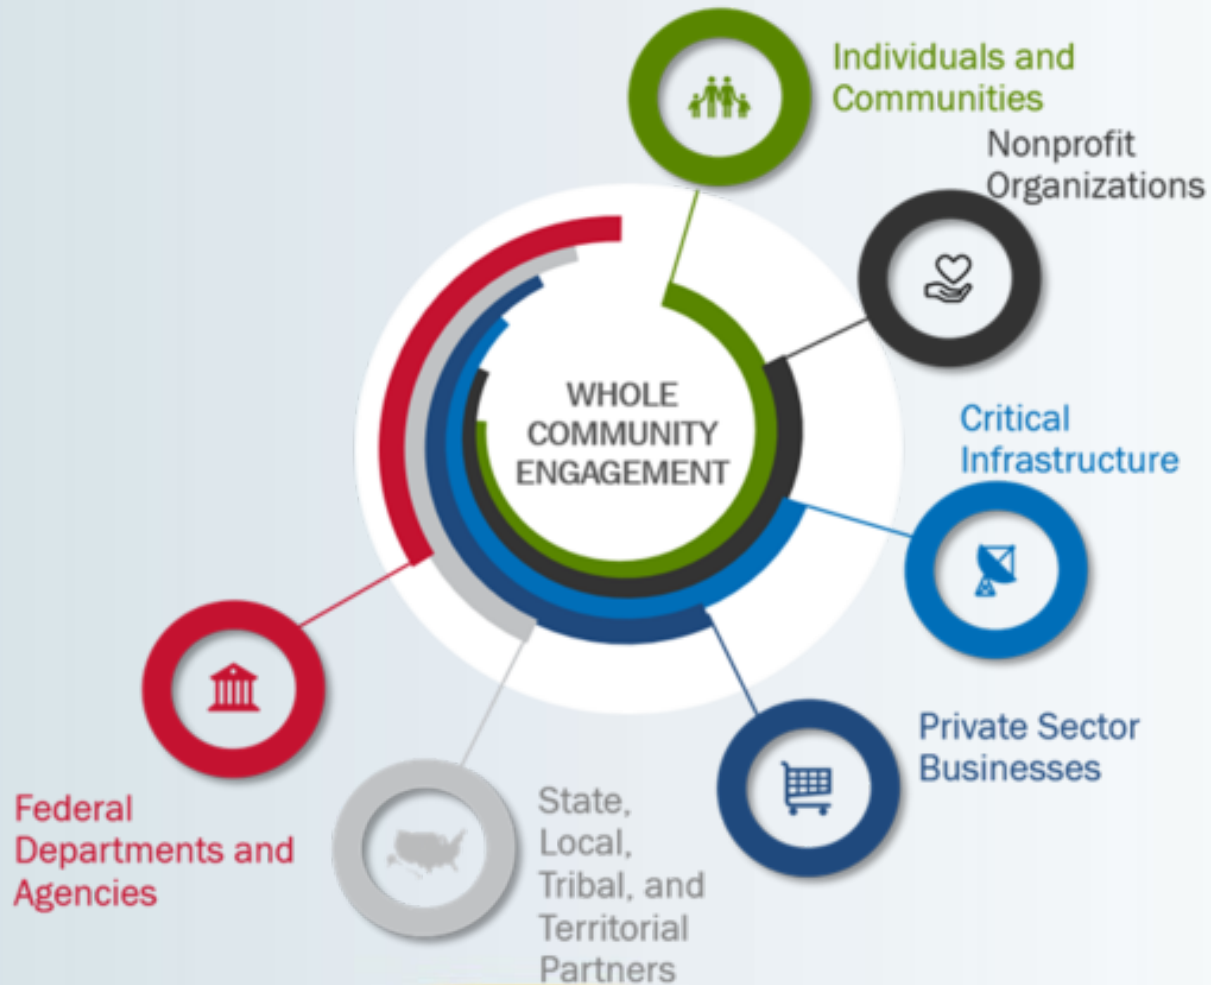 Individuals and
Communities
Nonprofit
Organizations
WHOLE
COMMUNITY
ENGAGEMENT
Critical
Infrastructure
Private Sector
Businesses
State,
Local,
Tribal, and
Territorial
Partners
Federal
Departments and
Agencies